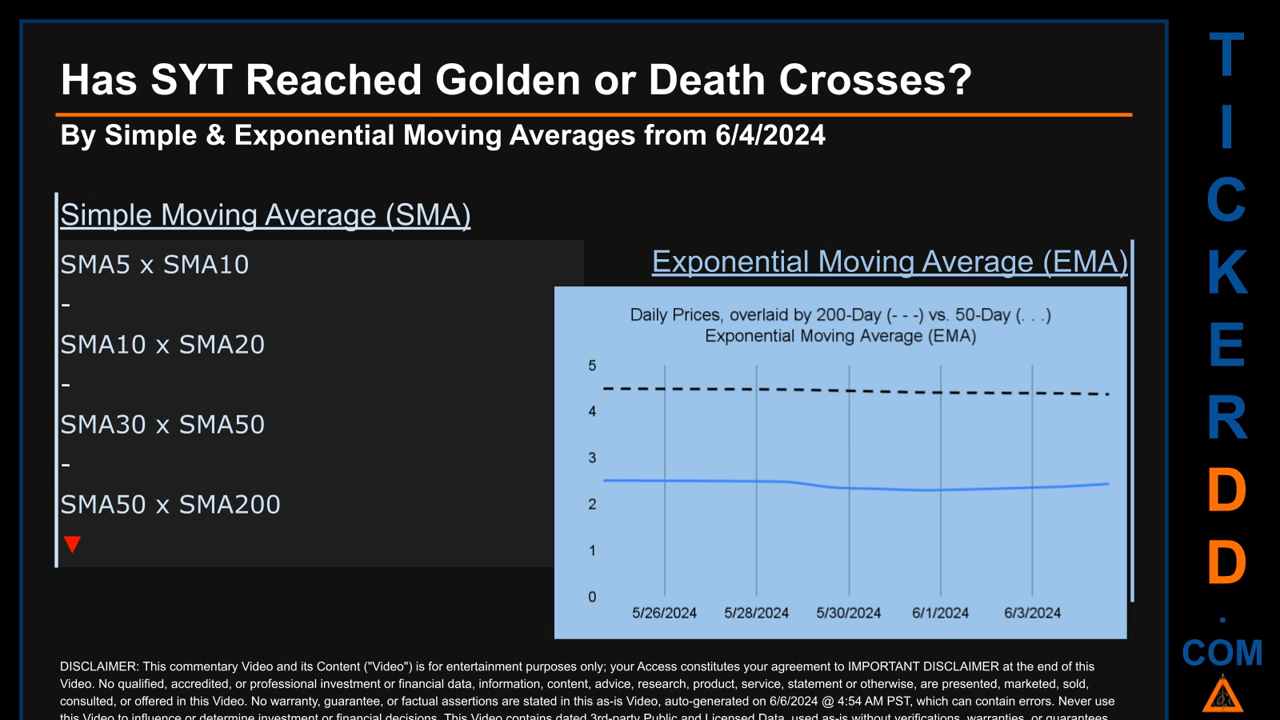 Has SYT Reached Golden or Death Crosses?
By Simple & Exponential Moving Averages from 6/4/2024
Simple Moving Average (SMA)
SMA5 x SMA10
-
SMA10 x SMA20
-
SMA30 x SMA50
-
SMA50 x SMA200
▼
Exponential Moving Average (EMA)
Daily Prices, overlaid by 200-Day (- - -) vs. 50-Day (. . .)
Exponential Moving Average (EMA)
5
4
3
2
1
0
5/26/2024 5/28/2024 5/30/2024 6/1/2024 6/3/2024
DISCLAIMER: This commentary Video and its Content ("Video") is for entertainment purposes only; your Access constitutes your agreement to IMPORTANT DISCLAIMER at the end of this
Video. No qualified, accredited, or professional investment or financial data, information, content, advice, research, product, service, statement or otherwise, are presented, marketed, sold,
consulted, or offered in this Video. No warranty, guarantee, or factual assertions are stated in this as-is Video, auto-generated on 6/6/2024 @ 4:54 AM PST, which can contain errors. Never use
this Video to influence or determine investment or financial decisions. This Video contains dated 3rd-party Public and Licensed Data, used as-is without verifications, warranties, or guarantees
T
I
C
K
E
R
D
D
.
COM